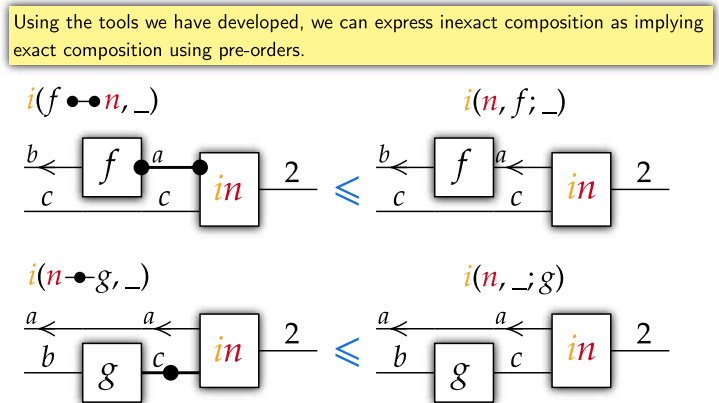 Using the tools we have developed, we can express inexact composition as implying
exact composition using pre-orders.
i(f •–• n, _)
i(n, f; _)
b f a in 2 ⩽ b f a in 2
c c c c
i(n –•– g, _)
i(n, _; g)
a a in 2 ⩽ a a in 2
b g c b g c